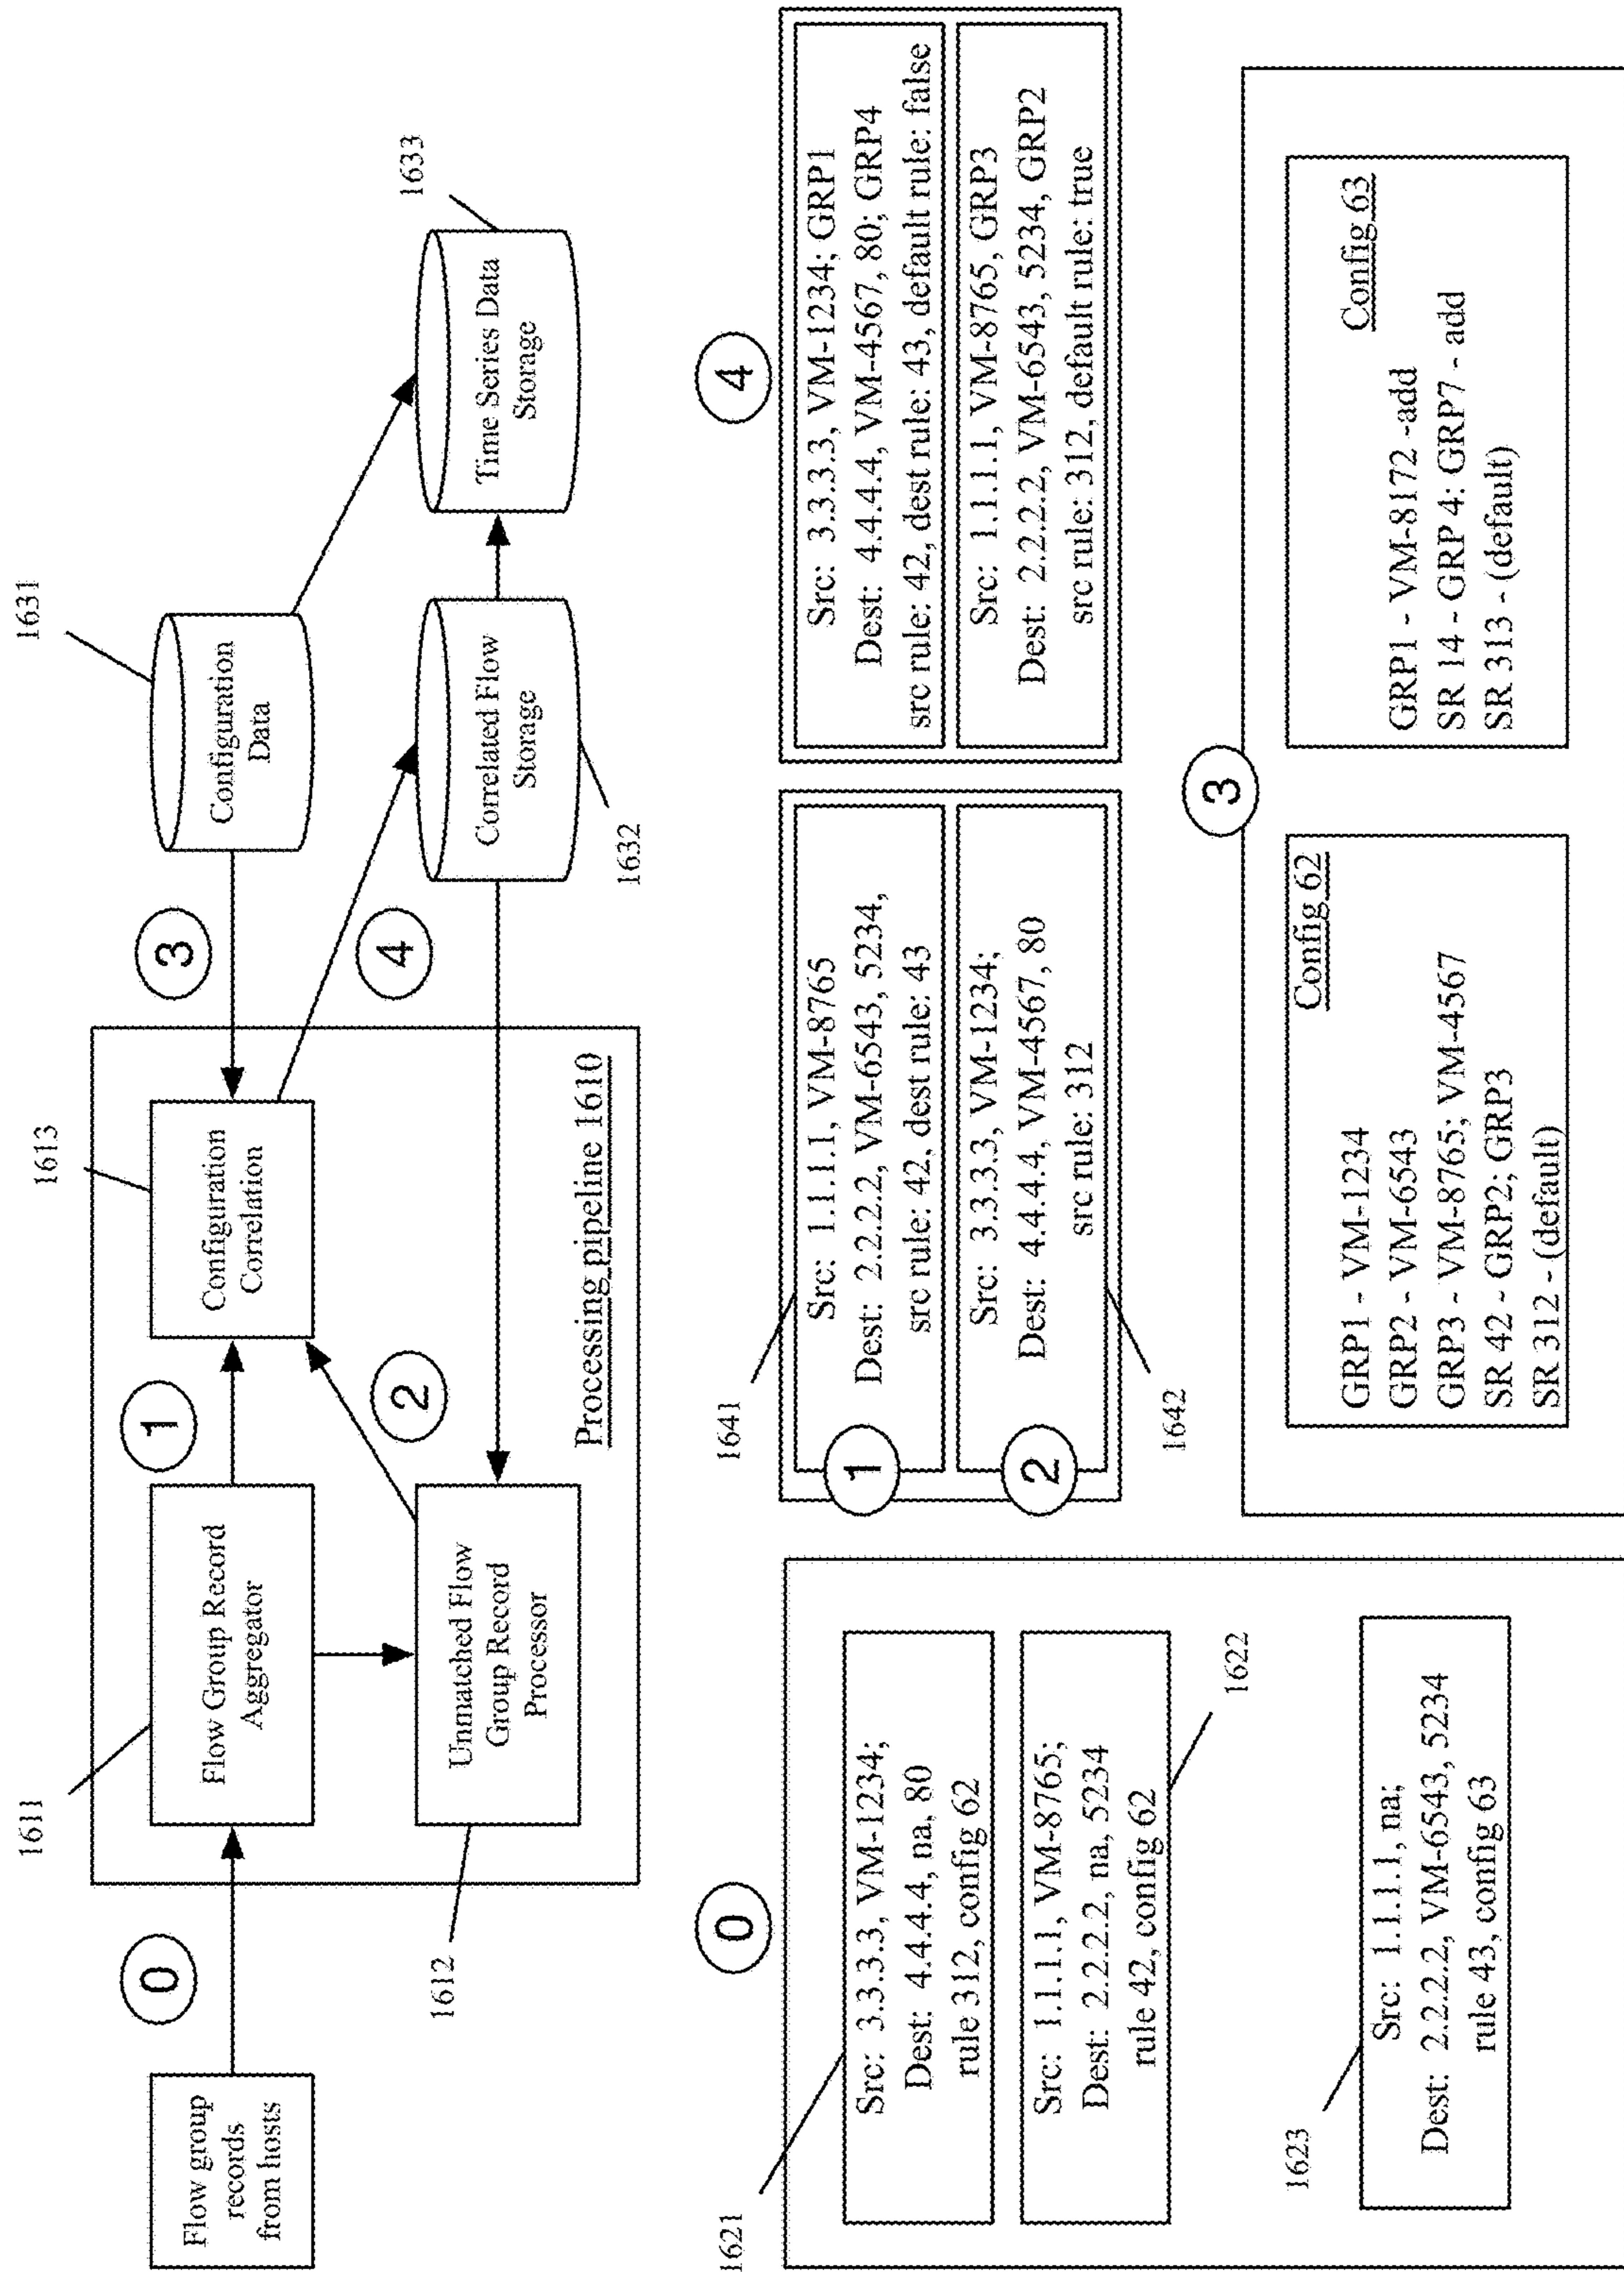 Flow group
records
from hosts
0
1611
Flow Group Record
Aggregator
1
1613
Configuration
Correlation
3
1631
Configuration
Data
1612
Unmatched Flow
Group Record
Processor
2
Processing pipeline 1610
4
Correlated Flow
Storage
1632
Time Series Data
Storage
1633
0
1621
Src: 3.3.3.3, VM-1234;
Dest: 4.4.4.4, na, 80
rule 312, config 62
Src: 1.1.1.1, VM-8765;
Dest: 2.2.2.2, na, 5234
rule 42, config 62
1622
1623
Src: 1.1.1.1, na;
Dest: 2.2.2.2, VM-6543, 5234
rule 43, config 63
1641
1
Src: 1.1.1.1, VM-8765
Dest: 2.2.2.2, VM-6543, 5234,
src rule: 42, dest rule: 43
2
Src: 3.3.3.3, VM-1234;
Dest: 4.4.4.4, VM-4567, 80
src rule: 312
1642
4
Src: 3.3.3.3, VM-1234; GRP1
Dest: 4.4.4.4, VM-4567, 80; GRP4
src rule: 42, dest rule: 43, default rule: false
Src: 1.1.1.1, VM-8765, GRP3
Dest: 2.2.2.2, VM-6543, 5234, GRP2
src rule: 312, default rule: true
3
Config 62
GRP1 - VM-1234
GRP2 - VM-6543
GRP3 - VM-8765; VM-4567
SR 42 - GRP2; GRP3
SR 312 - (default)
Config 63
GRP1 - VM-8172 -add
SR 14 - GRP 4: GRP7 - add
SR 313 - (default)